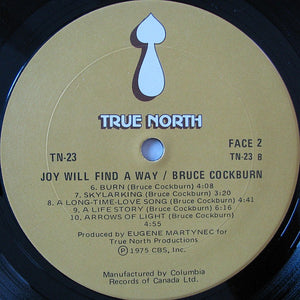 TRUE NORTH
TN-23
FACE 2
TN-23 B
JOY WILL FIND A WAY / BRUCE COCKBURN
6. BURN (Bruce Cockburn) 4:08
7. SKYLARKING (Bruce Cockburn) 3:20
8. A LONG-TIME-LOVE SONG (Bruce Cockburn) 4:41
9. A LIFE STORY (Bruce Cockburn) 6:10
10. ARROWS OF LIGHT (Bruce Cockburn)
4:55
Produced by EUGENE MARTYNEC for
True North Productions
Ⓟ 1975 CBS, Inc.
Manufactured by Columbia
Records of Canada Ltd.